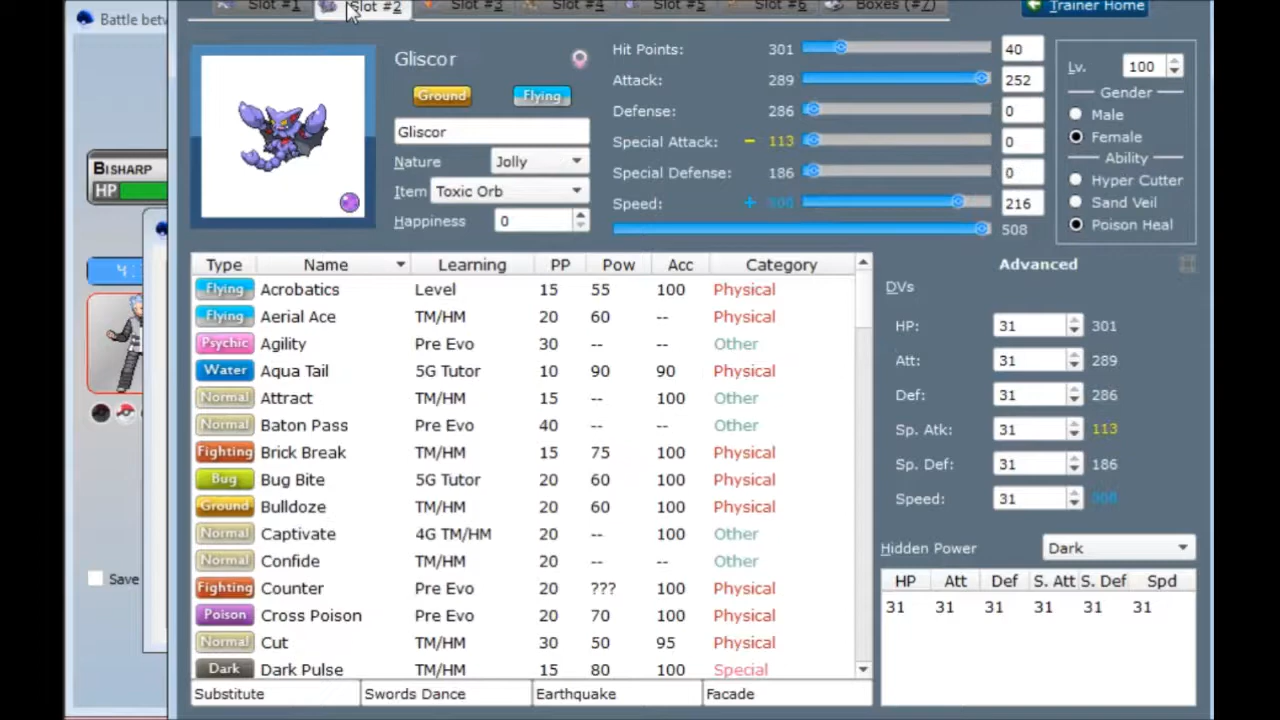 Battle betv
Slot #1 Slot #2 Slot #3 Slot #4 Slot #5 Slot #6 Boxes (#7) Trainer Home
BISHARP
HP
Save
Gliscor
Ground Flying
Gliscor
Nature Jolly
Item Toxic Orb
Happiness 0
Hit Points: 301 40
Attack: 289 252
Defense: 286 0
Special Attack: − 113 0
Special Defense: 186 0
Speed: + 216
508
Lv. 100
Gender
Male
Female
Ability
Hyper Cutter
Sand Veil
Poison Heal
Type Name Learning PP Pow Acc Category
Flying Acrobatics Level 15 55 100 Physical
Flying Aerial Ace TM/HM 20 60 -- Physical
Psychic Agility Pre Evo 30 -- -- Other
Water Aqua Tail 5G Tutor 10 90 90 Physical
Normal Attract TM/HM 15 -- 100 Other
Normal Baton Pass Pre Evo 40 -- -- Other
Fighting Brick Break TM/HM 15 75 100 Physical
Bug Bug Bite 5G Tutor 20 60 100 Physical
Ground Bulldoze TM/HM 20 60 100 Physical
Normal Captivate 4G TM/HM 20 -- 100 Other
Normal Confide TM/HM 20 -- -- Other
Fighting Counter Pre Evo 20 ??? 100 Physical
Poison Cross Poison Pre Evo 20 70 100 Physical
Normal Cut TM/HM 30 50 95 Physical
Dark Dark Pulse TM/HM 15 80 100 Special
Substitute Swords Dance Earthquake Facade
Advanced
DVs
HP: 31 301
Att: 31 289
Def: 31 286
Sp. Atk: 31 113
Sp. Def: 31 186
Speed: 31
Hidden Power Dark
HP Att Def S. Att S. Def Spd
31 31 31 31 31 31